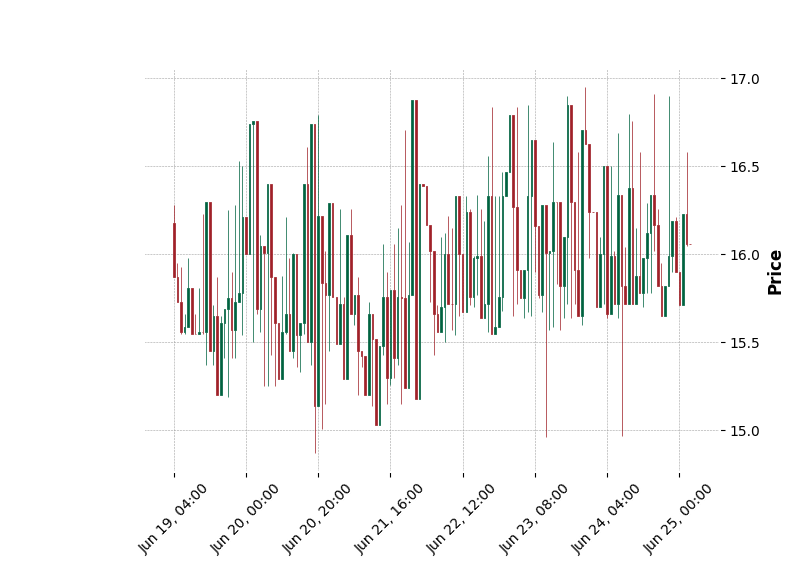 17.0
16.5
16.0
15.5
15.0
Price
Jun 19, 04:00
Jun 20, 00:00
Jun 20, 20:00
Jun 21, 16:00
Jun 22, 12:00
Jun 23, 08:00
Jun 24, 04:00
Jun 25, 00:00